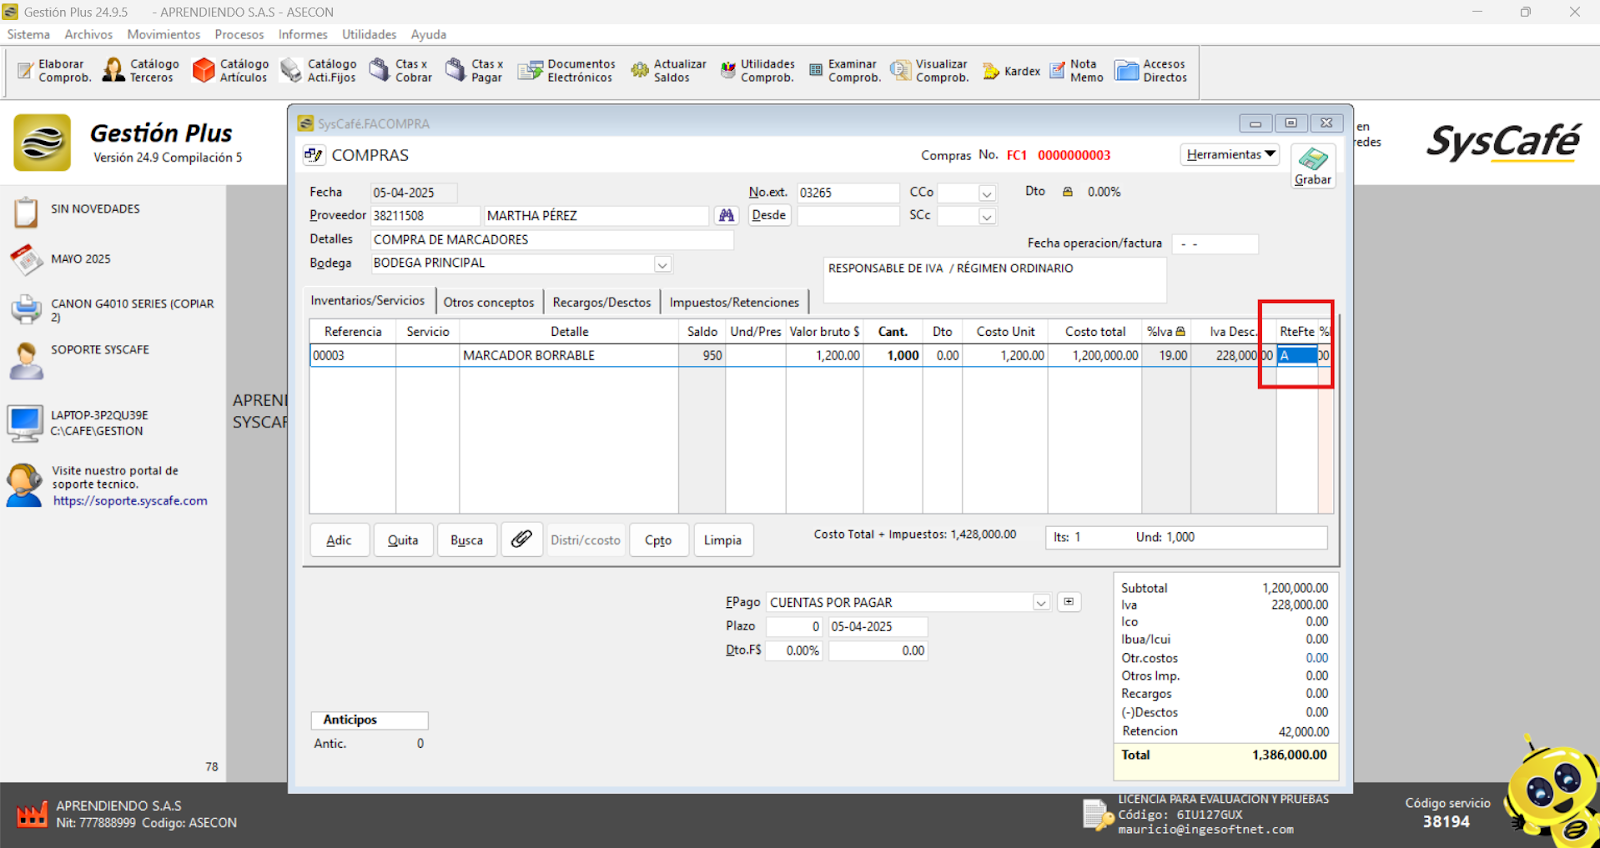 Gestión Plus 24.9.5 - APRENDIENDO S.A.S - ASECON
Sistema Archivos Movimientos Procesos Informes Utilidades Ayuda
Elaborar Comprob.
Catálogo Terceros
Catálogo Artículos
Catálogo Acti.Fijos
Ctas x Cobrar
Ctas x Pagar
Documentos Electrónicos
Actualizar Saldos
Utilidades Comprob.
Examinar Comprob.
Visualizar Comprob.
Kardex
Nota Memo
Accesos Directos
Gestión Plus
Versión 24.9 Compilación 5
en
redes
SysCafé
SIN NOVEDADES
MAYO 2025
CANON G4010 SERIES (COPIAR
2)
SOPORTE SYSCAFE
LAPTOP-3P2QU39E
C:\CAFE\GESTION
Visite nuestro portal de
soporte tecnico.
https://soporte.syscafe.com
78
APRENI
SYSCAF
SysCafé.FACOMPRA
COMPRAS
Compras No. FC1 0000000003
Herramientas
Grabar
Fecha 05-04-2025
No.ext. 03265 CCo
Dto 0.00%
Proveedor 38211508 MARTHA PÉREZ
Desde SCc
Detalles COMPRA DE MARCADORES
Fecha operacion/factura - -
Bodega BODEGA PRINCIPAL
RESPONSABLE DE IVA / RÉGIMEN ORDINARIO
Inventarios/Servicios Otros conceptos Recargos/Desctos Impuestos/Retenciones
Referencia Servicio Detalle Saldo Und/Pres Valor bruto $ Cant. Dto Costo Unit Costo total %Iva Iva Desc. RteFte %
00003 MARCADOR BORRABLE 950 1,200.00 1,000 0.00 1,200.00 1,200,000.00 19.00 228,000.00 A 00
Adic Quita Busca Distri/ccosto Cpto Limpia
Costo Total + Impuestos: 1,428,000.00
Its: 1 Und: 1,000
FPago CUENTAS POR PAGAR
Plazo 0 05-04-2025
Dto.F$ 0.00% 0.00
Anticipos
Antic. 0
Subtotal 1,200,000.00
Iva 228,000.00
Ico 0.00
Ibua/Icui 0.00
Otr.costos 0.00
Otros Imp. 0.00
Recargos 0.00
(-)Desctos 0.00
Retencion 42,000.00
Total 1,386,000.00
APRENDIENDO S.A.S
Nit: 777888999 Codigo: ASECON
LICENCIA PARA EVALUACION Y PRUEBAS
Código: 6IU127GUX
mauricio@ingesoftnet.com
Código servicio
38194